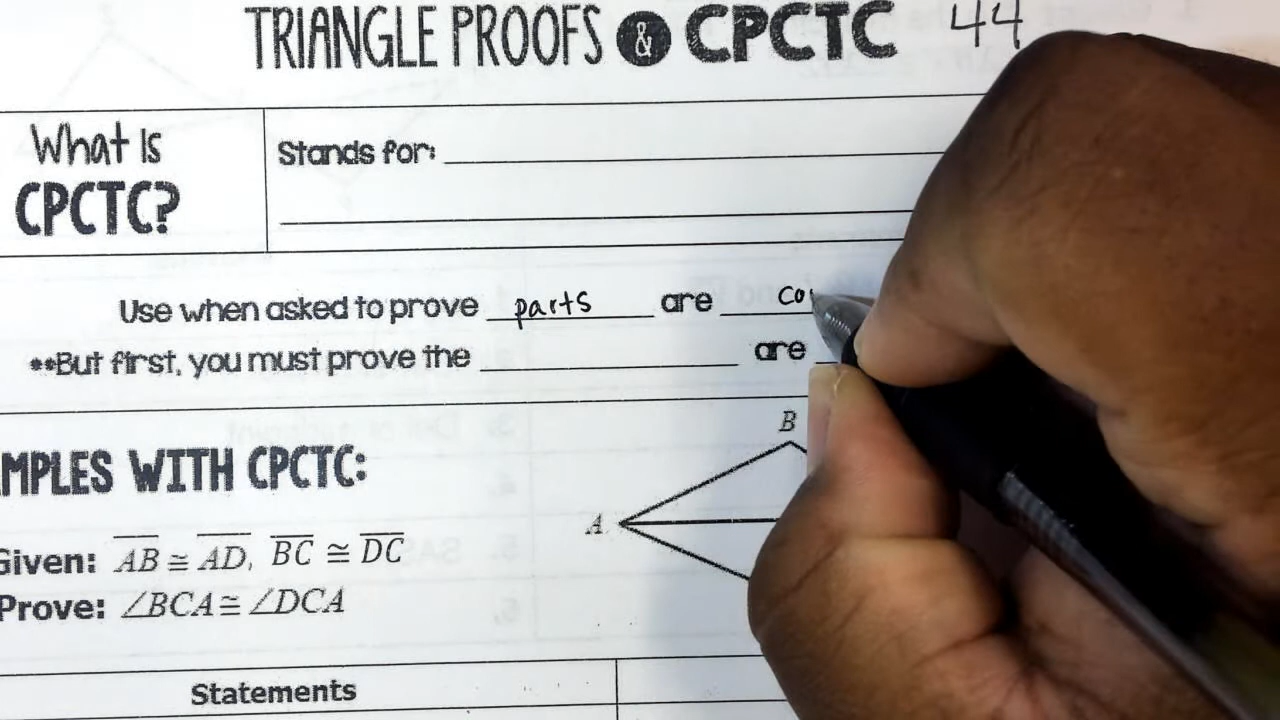 TRIANGLE PROOFS & CPCTC 44
What Is
CPCTC?
Stands for:
Use when asked to prove parts are co
**But first, you must prove the are
MPLES WITH CPCTC:
B
A
Given: AB ≅ AD, BC ≅ DC
Prove: ∠BCA ≅ ∠DCA
Statements